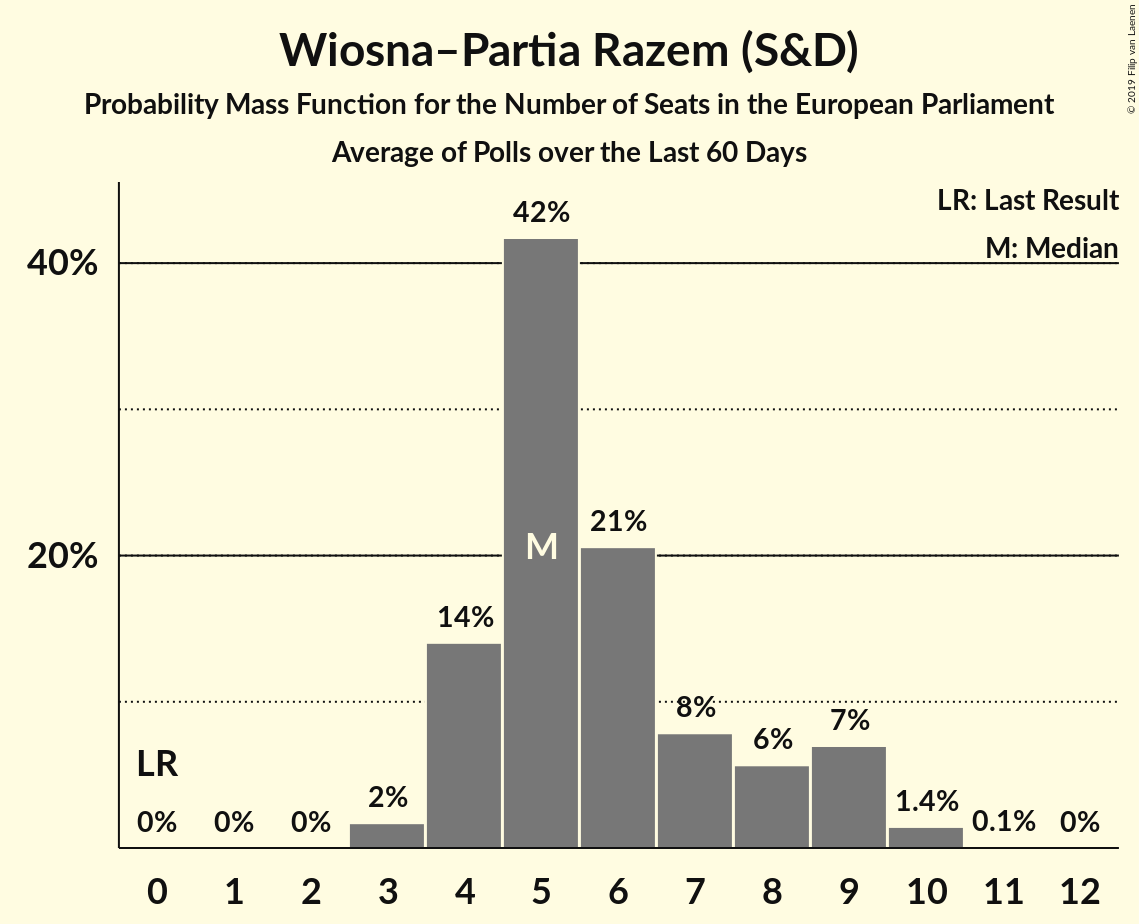 Wiosna–Partia Razem (S&D)
Probability Mass Function for the Number of Seats in the European Parliament
Average of Polls over the Last 60 Days
© 2019 Filip van Laenen
LR: Last Result
M: Median
40%
20%
42%
M
21%
14%
8%
7%
6%
LR
2%
1.4%
0%
0%
0%
0.1%
0%
0 1 2 3 4 5 6 7 8 9 10 11 12